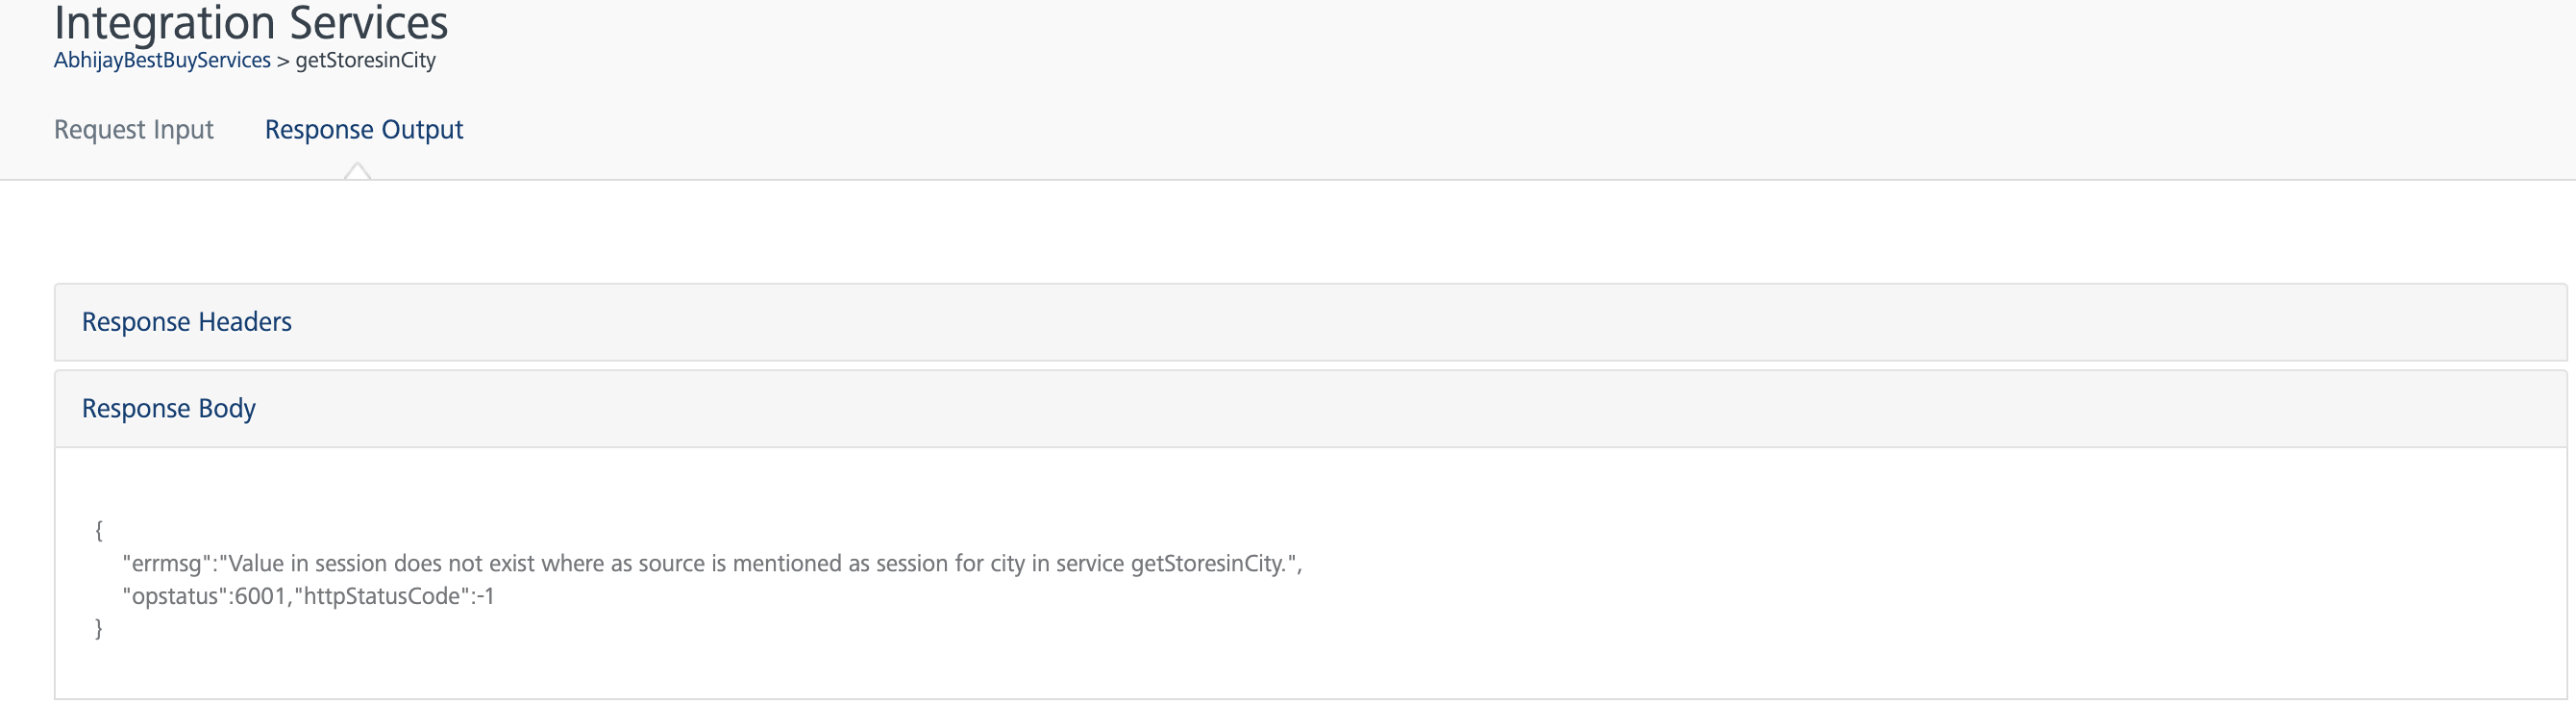 Integration Services
AbhijayBestBuyServices > getStoresinCity
Request Input Response Output
Response Headers
Response Body
{
"errmsg":"Value in session does not exist where as source is mentioned as session for city in service getStoresinCity.",
"opstatus":6001,"httpStatusCode":-1
}